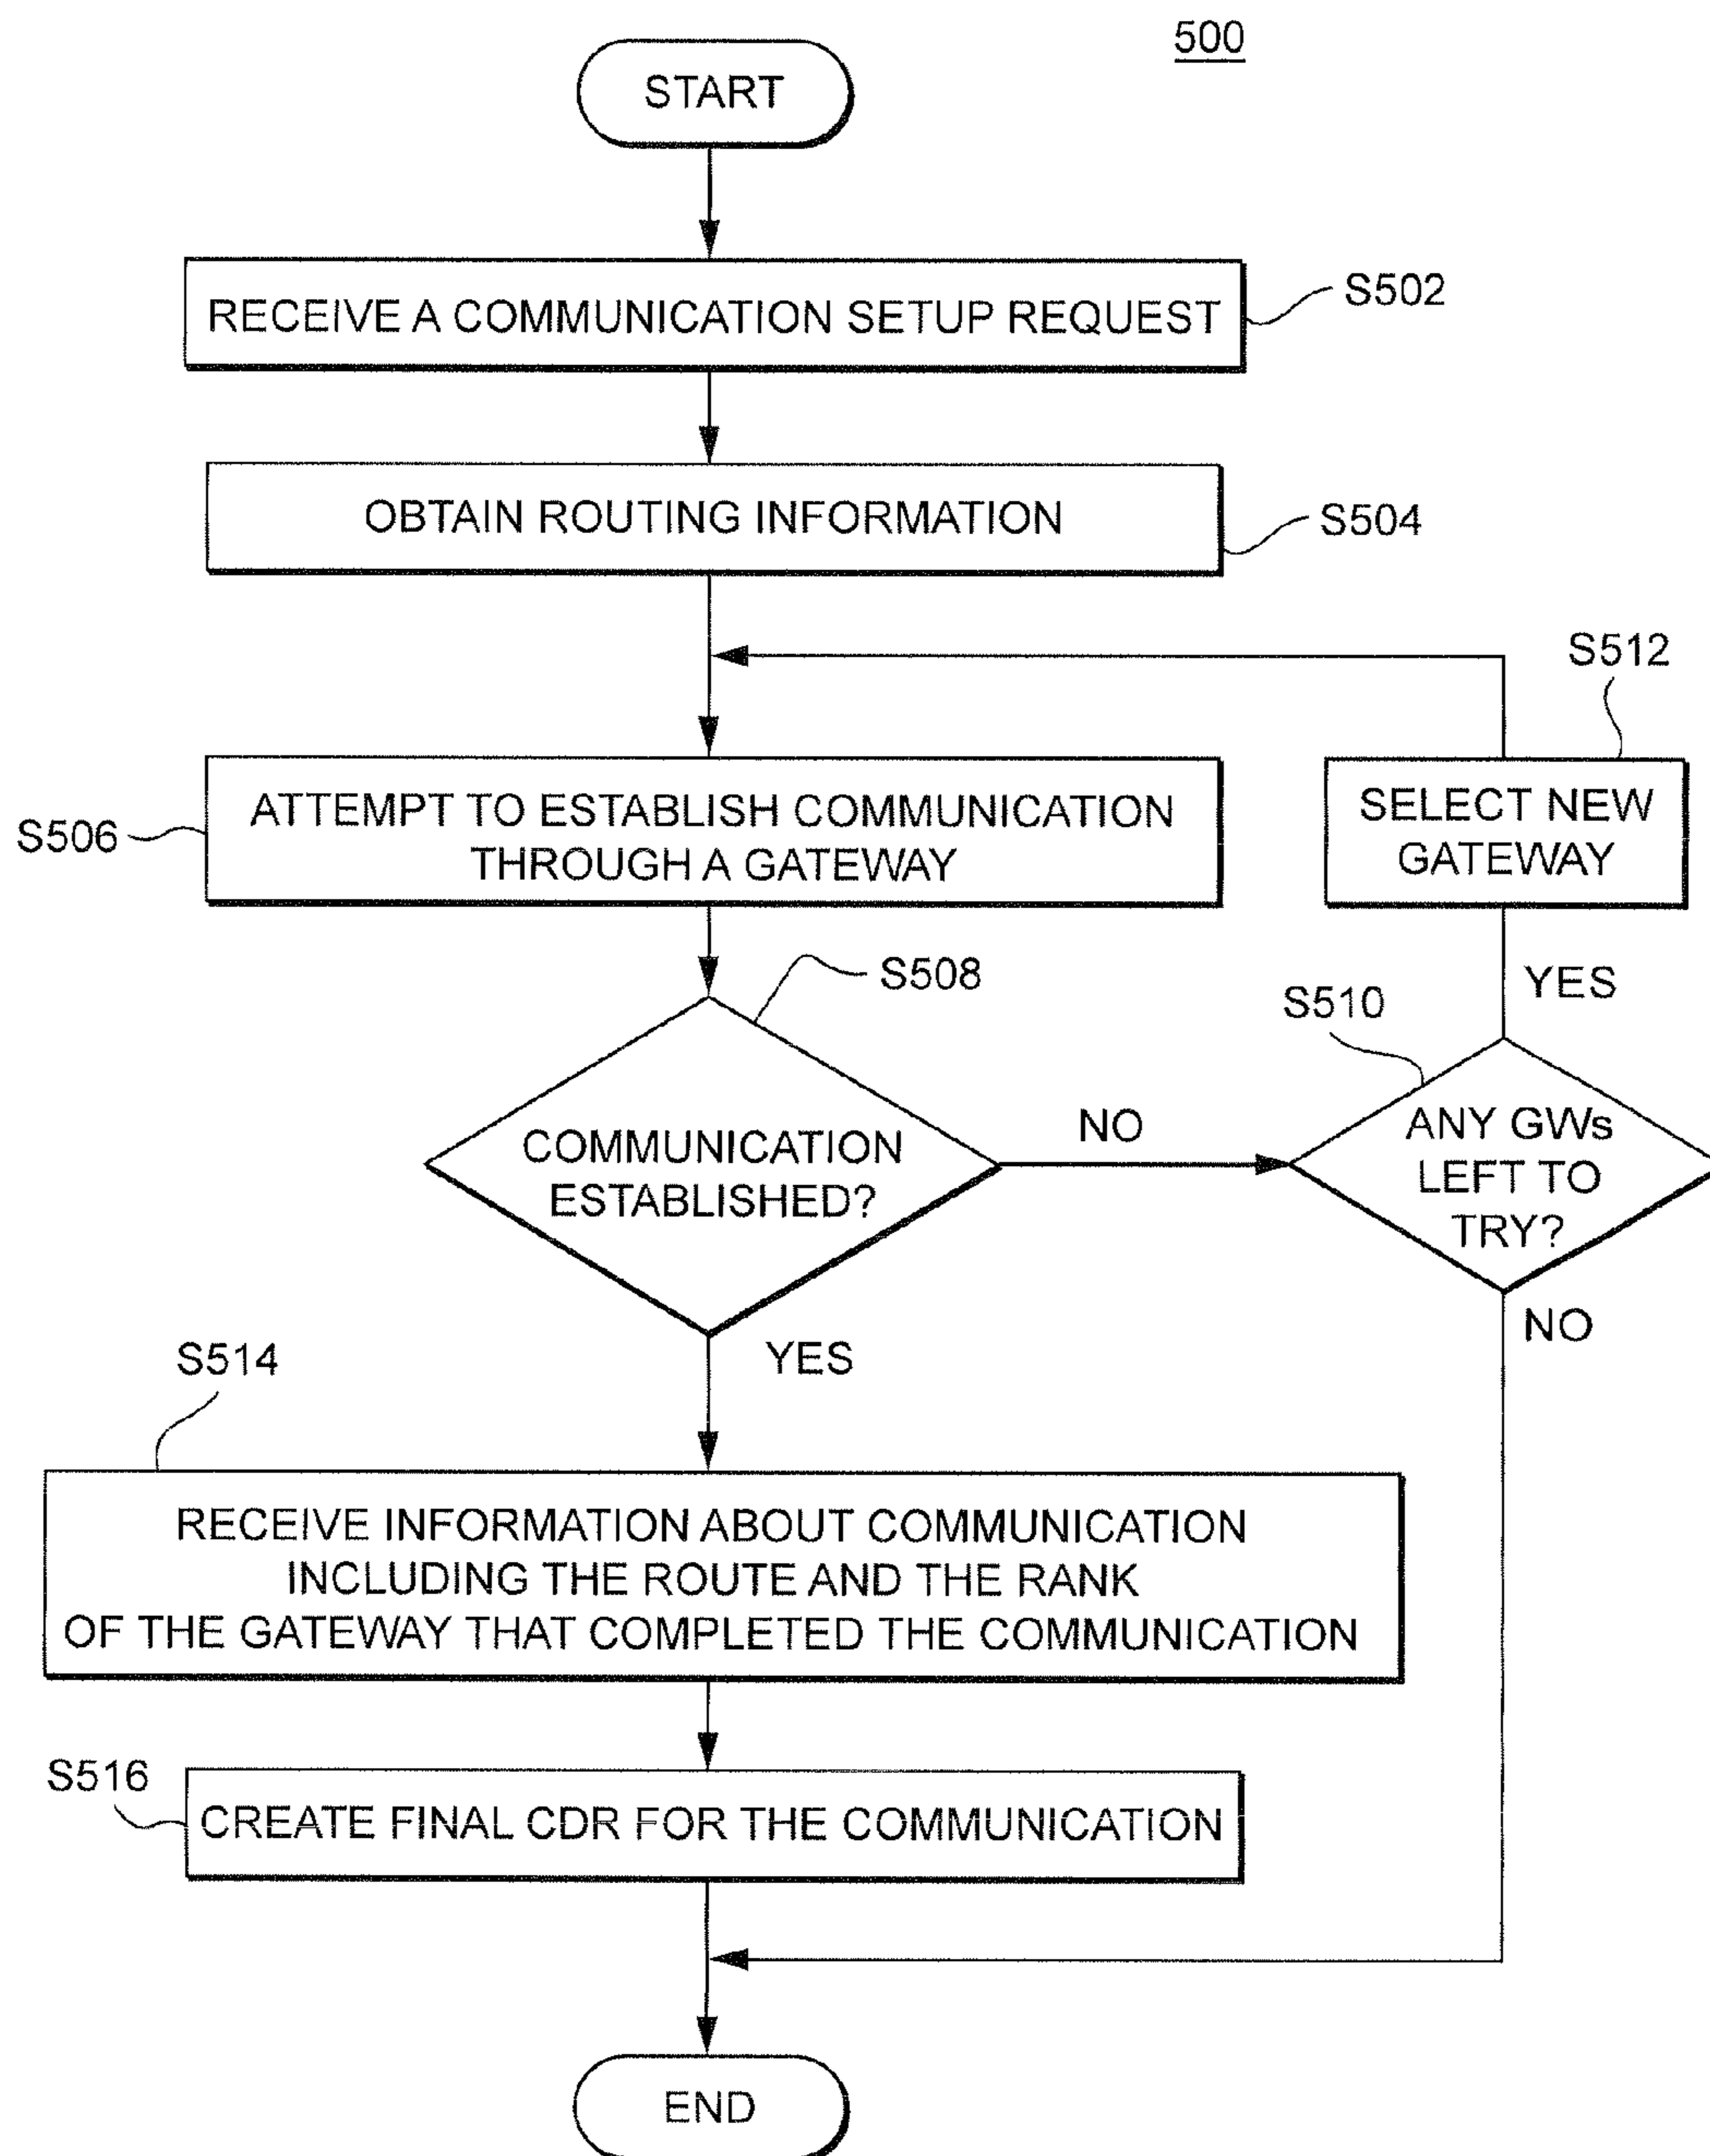 500
START
RECEIVE A COMMUNICATION SETUP REQUEST
S502
OBTAIN ROUTING INFORMATION
S504
S512
S506
ATTEMPT TO ESTABLISH COMMUNICATION
THROUGH A GATEWAY
SELECT NEW
GATEWAY
S508
YES
S510
COMMUNICATION
ESTABLISHED?
NO
ANY GWs
LEFT TO
TRY?
NO
YES
S514
RECEIVE INFORMATION ABOUT COMMUNICATION
INCLUDING THE ROUTE AND THE RANK
OF THE GATEWAY THAT COMPLETED THE COMMUNICATION
S516
CREATE FINAL CDR FOR THE COMMUNICATION
END